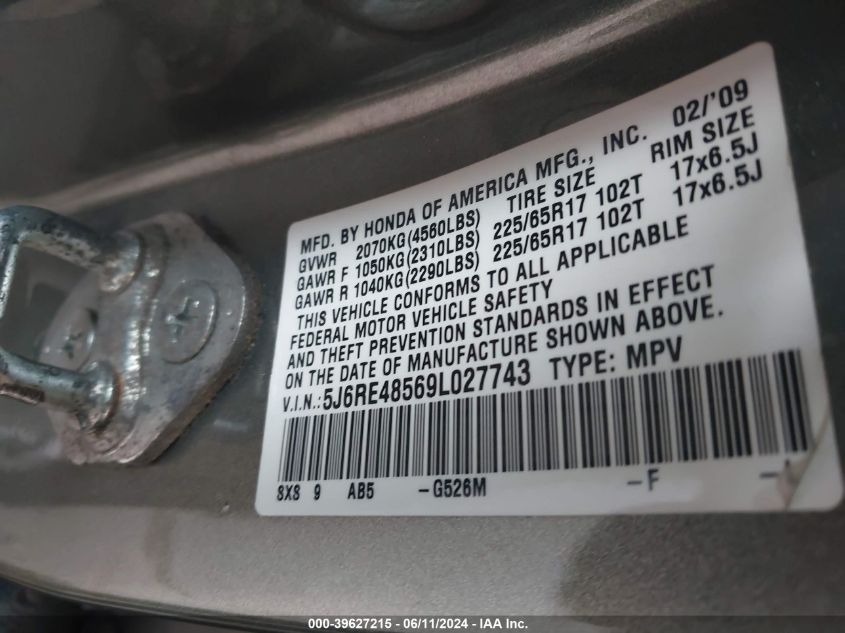 MFD. BY HONDA OF AMERICA MFG., INC. 02/'09
GVWR 2070KG(4560LBS) TIRE SIZE RIM SIZE
GAWR F 1050KG(2310LBS) 225/65R17 102T 17x6.5J
GAWR R 1040KG(2290LBS) 225/65R17 102T 17x6.5J
THIS VEHICLE CONFORMS TO ALL APPLICABLE
FEDERAL MOTOR VEHICLE SAFETY
AND THEFT PREVENTION STANDARDS IN EFFECT
ON THE DATE OF MANUFACTURE SHOWN ABOVE.
V.I.N.:5J6RE48569L027743 TYPE: MPV
SXS 9 AB5 -G526M -F
000-39627215 - 06/11/2024 - IAA Inc.